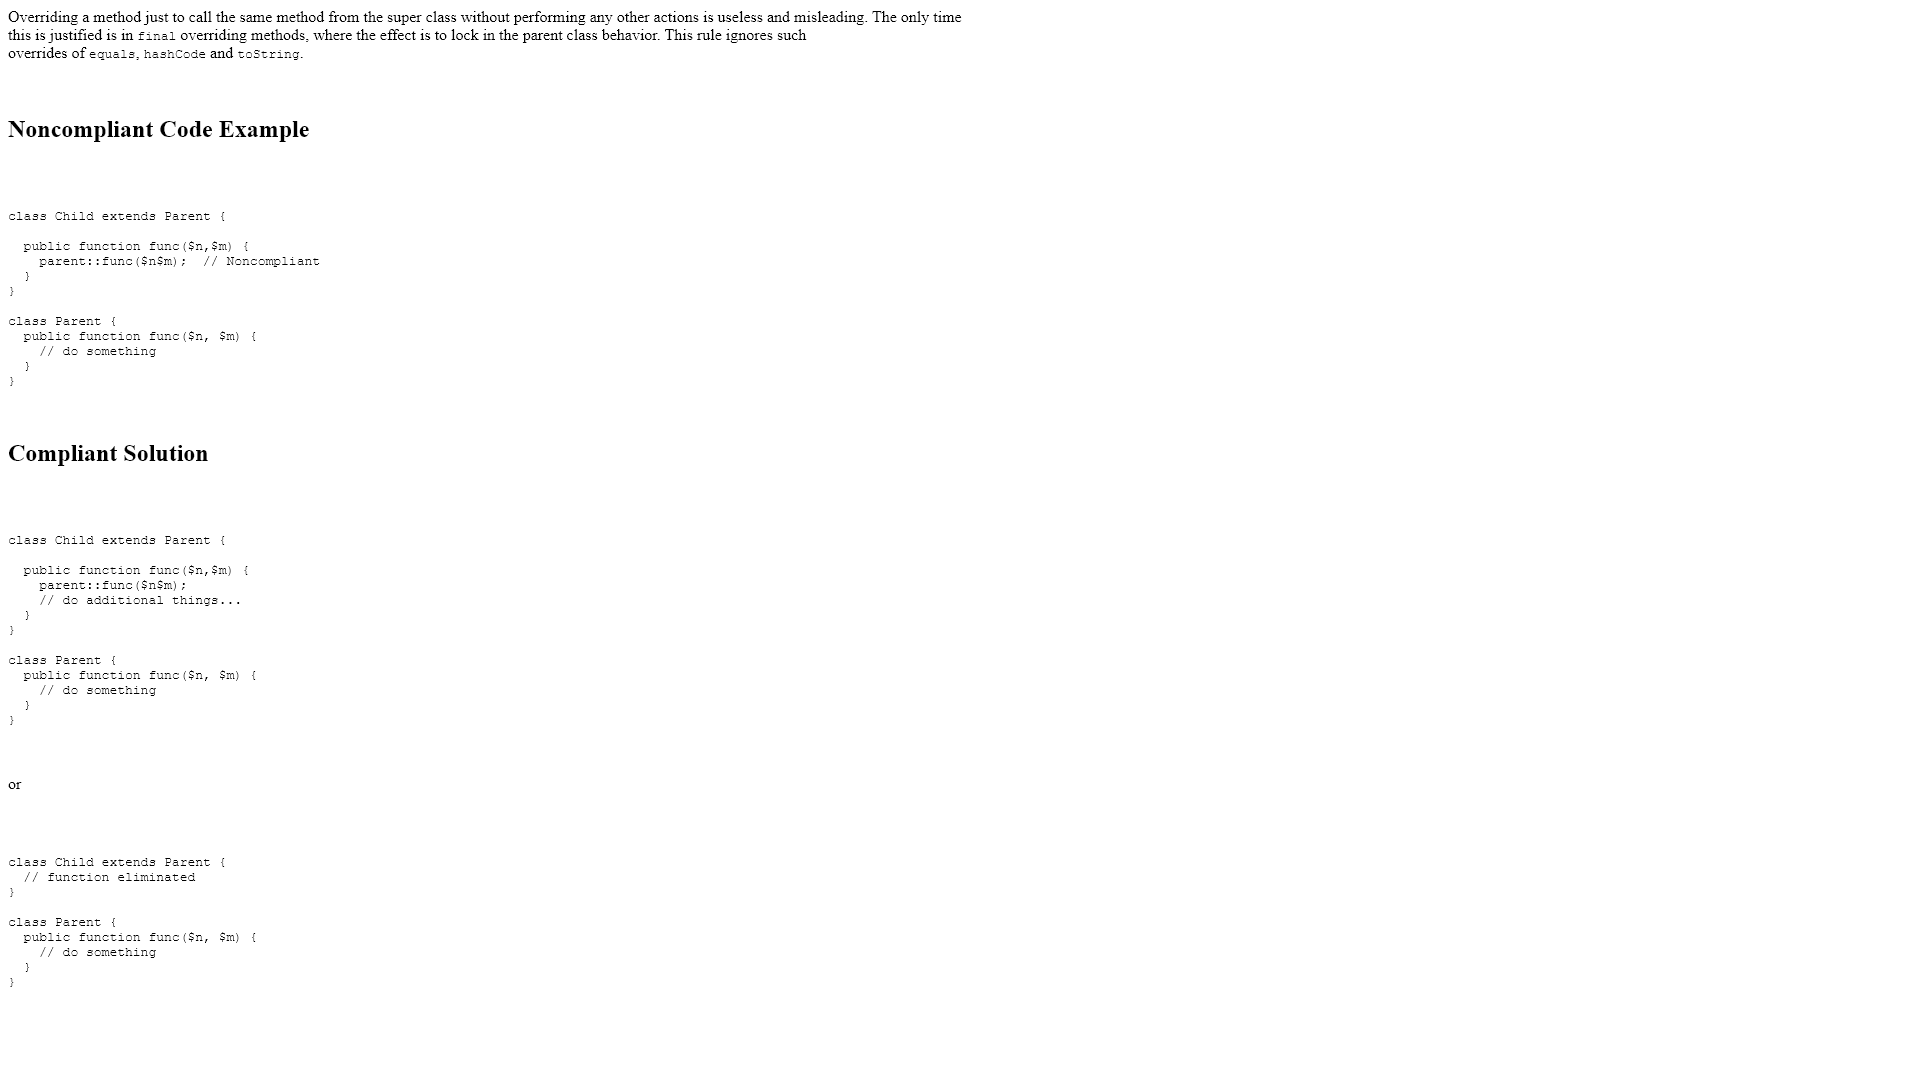 Overriding a method just to call the same method from the super class without performing any other actions is useless and misleading. The only time
this is justified is in final overriding methods, where the effect is to lock in the parent class behavior. This rule ignores such
overrides of equals, hashCode and toString.
Noncompliant Code Example
class Child extends Parent {
  public function func($n,$m) {
    parent::func($n$m);  // Noncompliant
  }
}
class Parent {
  public function func($n, $m) {
    // do something
  }
}
Compliant Solution
class Child extends Parent {
  public function func($n,$m) {
    parent::func($n$m);
    // do additional things...
  }
}
class Parent {
  public function func($n, $m) {
    // do something
  }
}
or
class Child extends Parent {
  // function eliminated
}
class Parent {
  public function func($n, $m) {
    // do something
  }
}